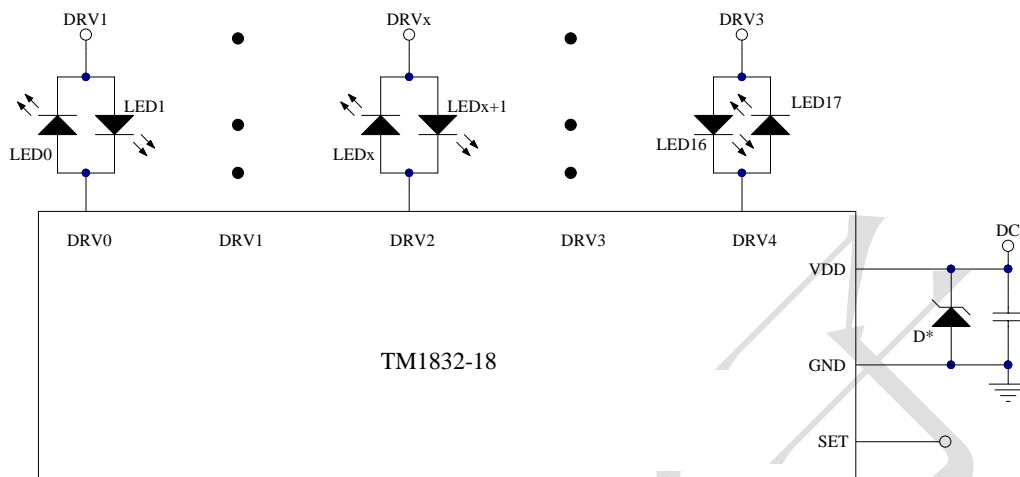 DRV1 DRVx DRV3
LED1 LEDx+1 LED17
LED0 LEDx LED16
DRV0 DRV1 DRV2 DRV3 DRV4
DC
VDD
D*
TM1832-18
GND
SET